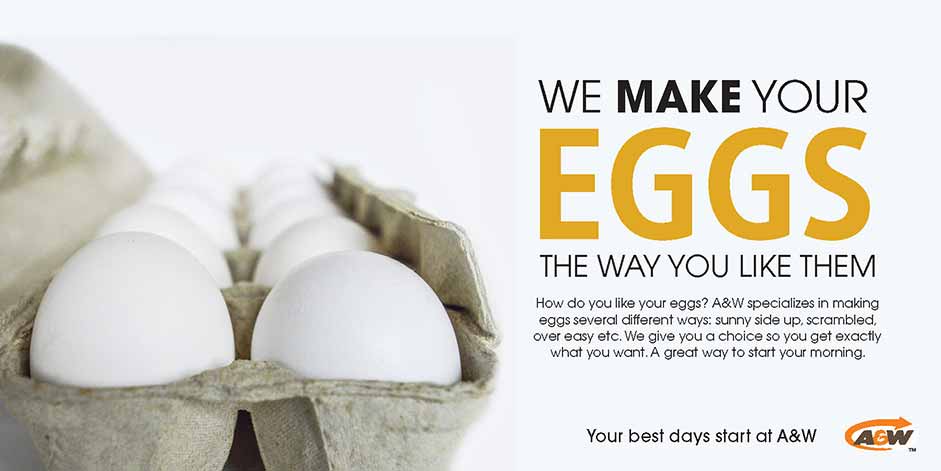 WE MAKE YOUR
EGGS
THE WAY YOU LIKE THEM
How do you like your eggs? A&W specializes in making
eggs several different ways: sunny side up, scrambled,
over easy etc. We give you a choice so you get exactly
what you want. A great way to start your morning.
Your best days start at A&W
A&W
TM